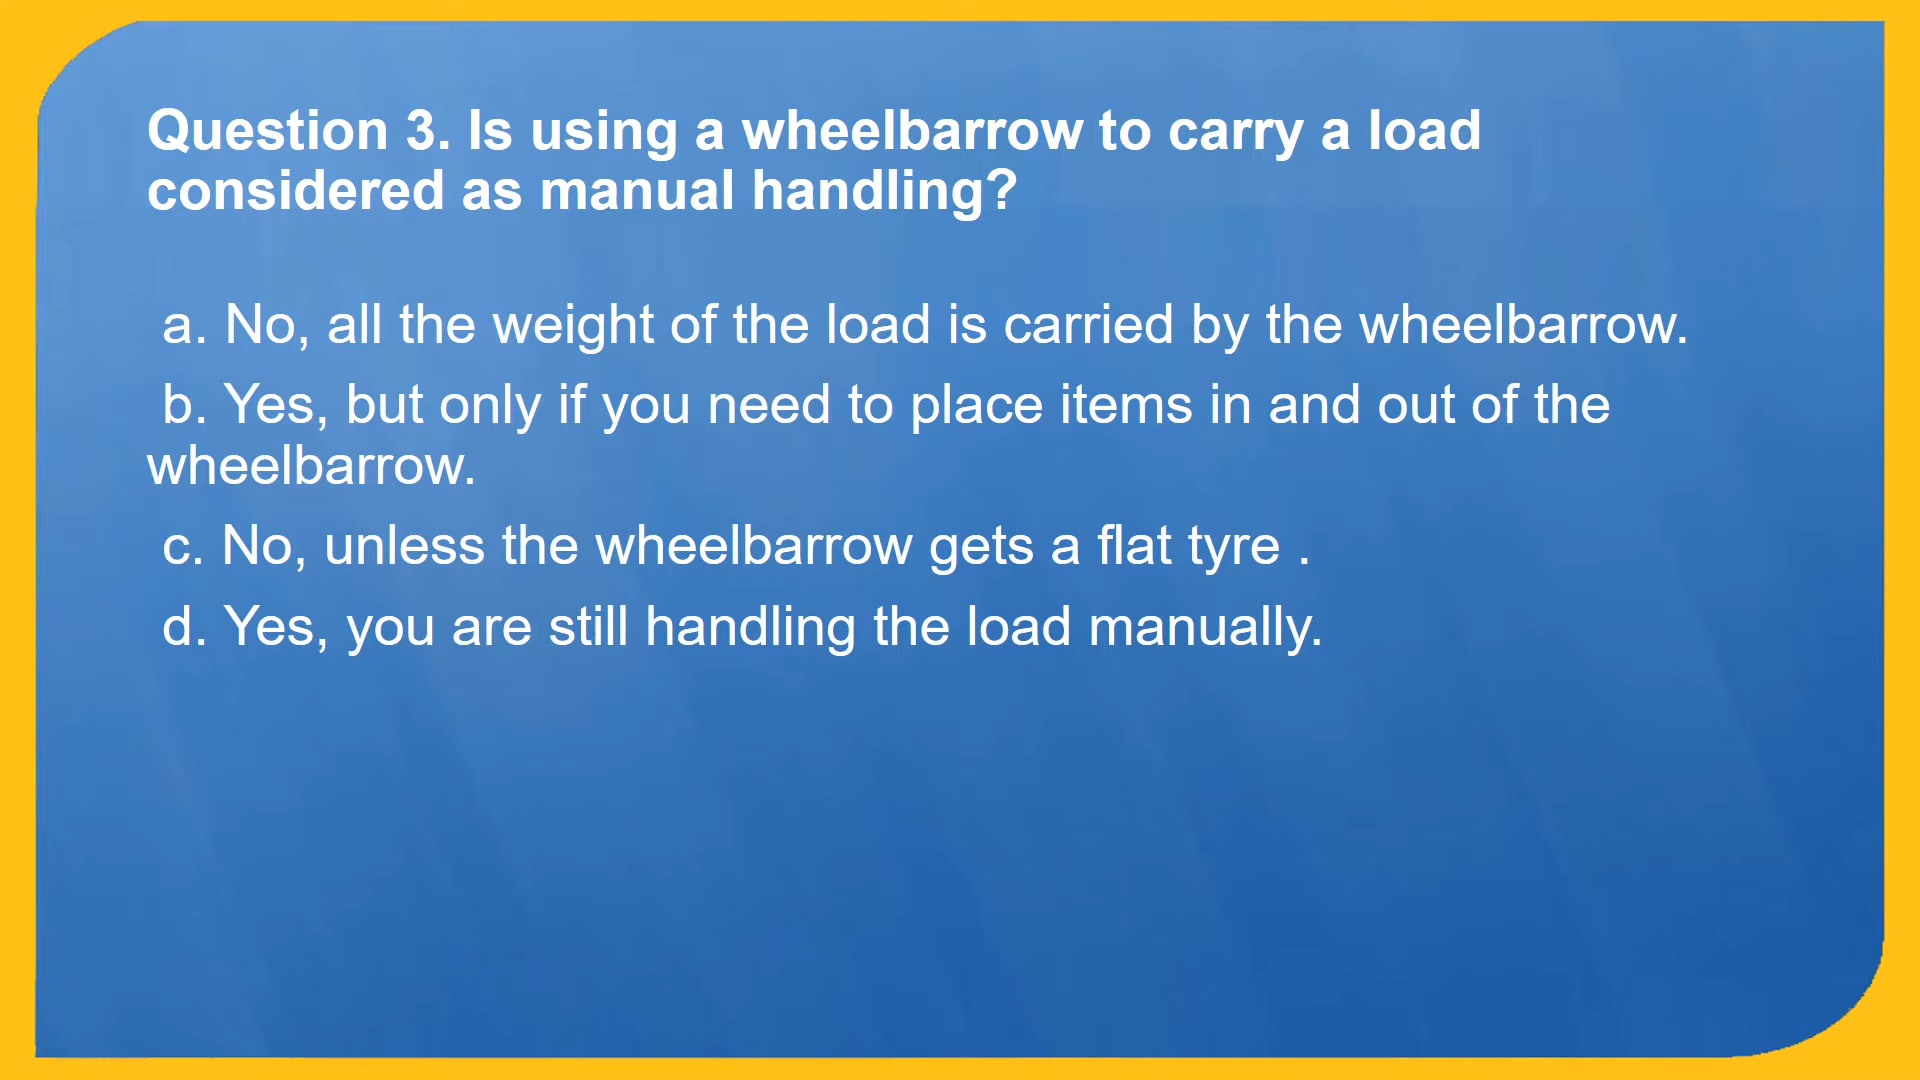 Question 3. Is using a wheelbarrow to carry a load
considered as manual handling?
a. No, all the weight of the load is carried by the wheelbarrow.
b. Yes, but only if you need to place items in and out of the
wheelbarrow.
c. No, unless the wheelbarrow gets a flat tyre .
d. Yes, you are still handling the load manually.